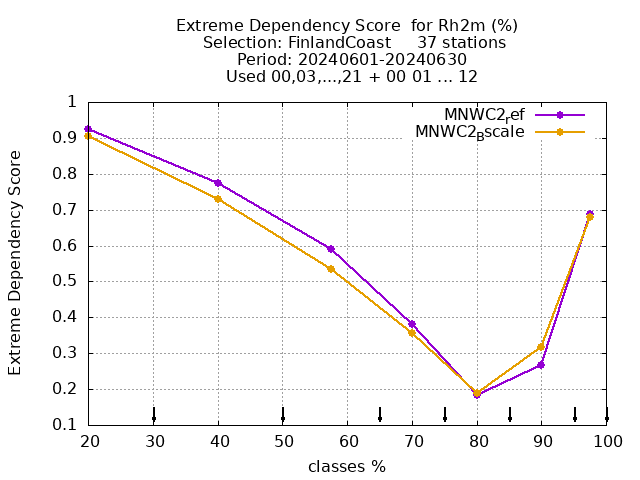 Extreme Dependency Score  for Rh2m (%)
Selection: FinlandCoast     37 stations
Period: 20240601-20240630
Used 00,03,...,21 + 00 01 ... 12
MNWC2ref
MNWC2Bscale
1
0.9
0.8
0.7
0.6
0.5
0.4
0.3
0.2
0.1
Extreme Dependency Score
20 30 40 50 60 70 80 90 100
classes %